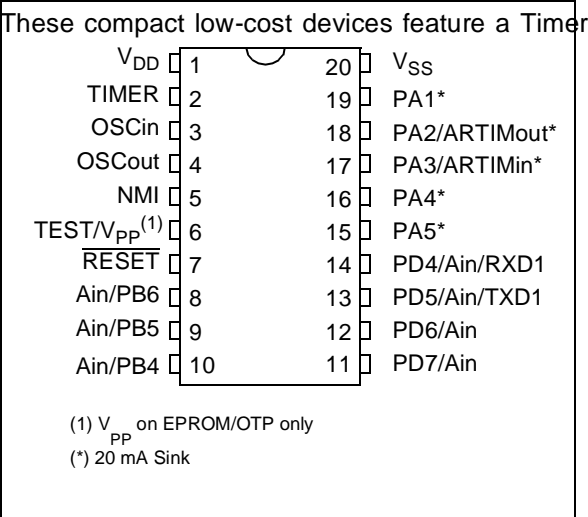 These compact low-cost devices feature a Timer
VDD 1 20 VSS
TIMER 2 19 PA1*
OSCin 3 18 PA2/ARTIMout*
OSCout 4 17 PA3/ARTIMin*
NMI 5 16 PA4*
TEST/VPP(1) 6 15 PA5*
RESET 7 14 PD4/Ain/RXD1
Ain/PB6 8 13 PD5/Ain/TXD1
Ain/PB5 9 12 PD6/Ain
Ain/PB4 10 11 PD7/Ain
(1) VPP on EPROM/OTP only
(*) 20 mA Sink